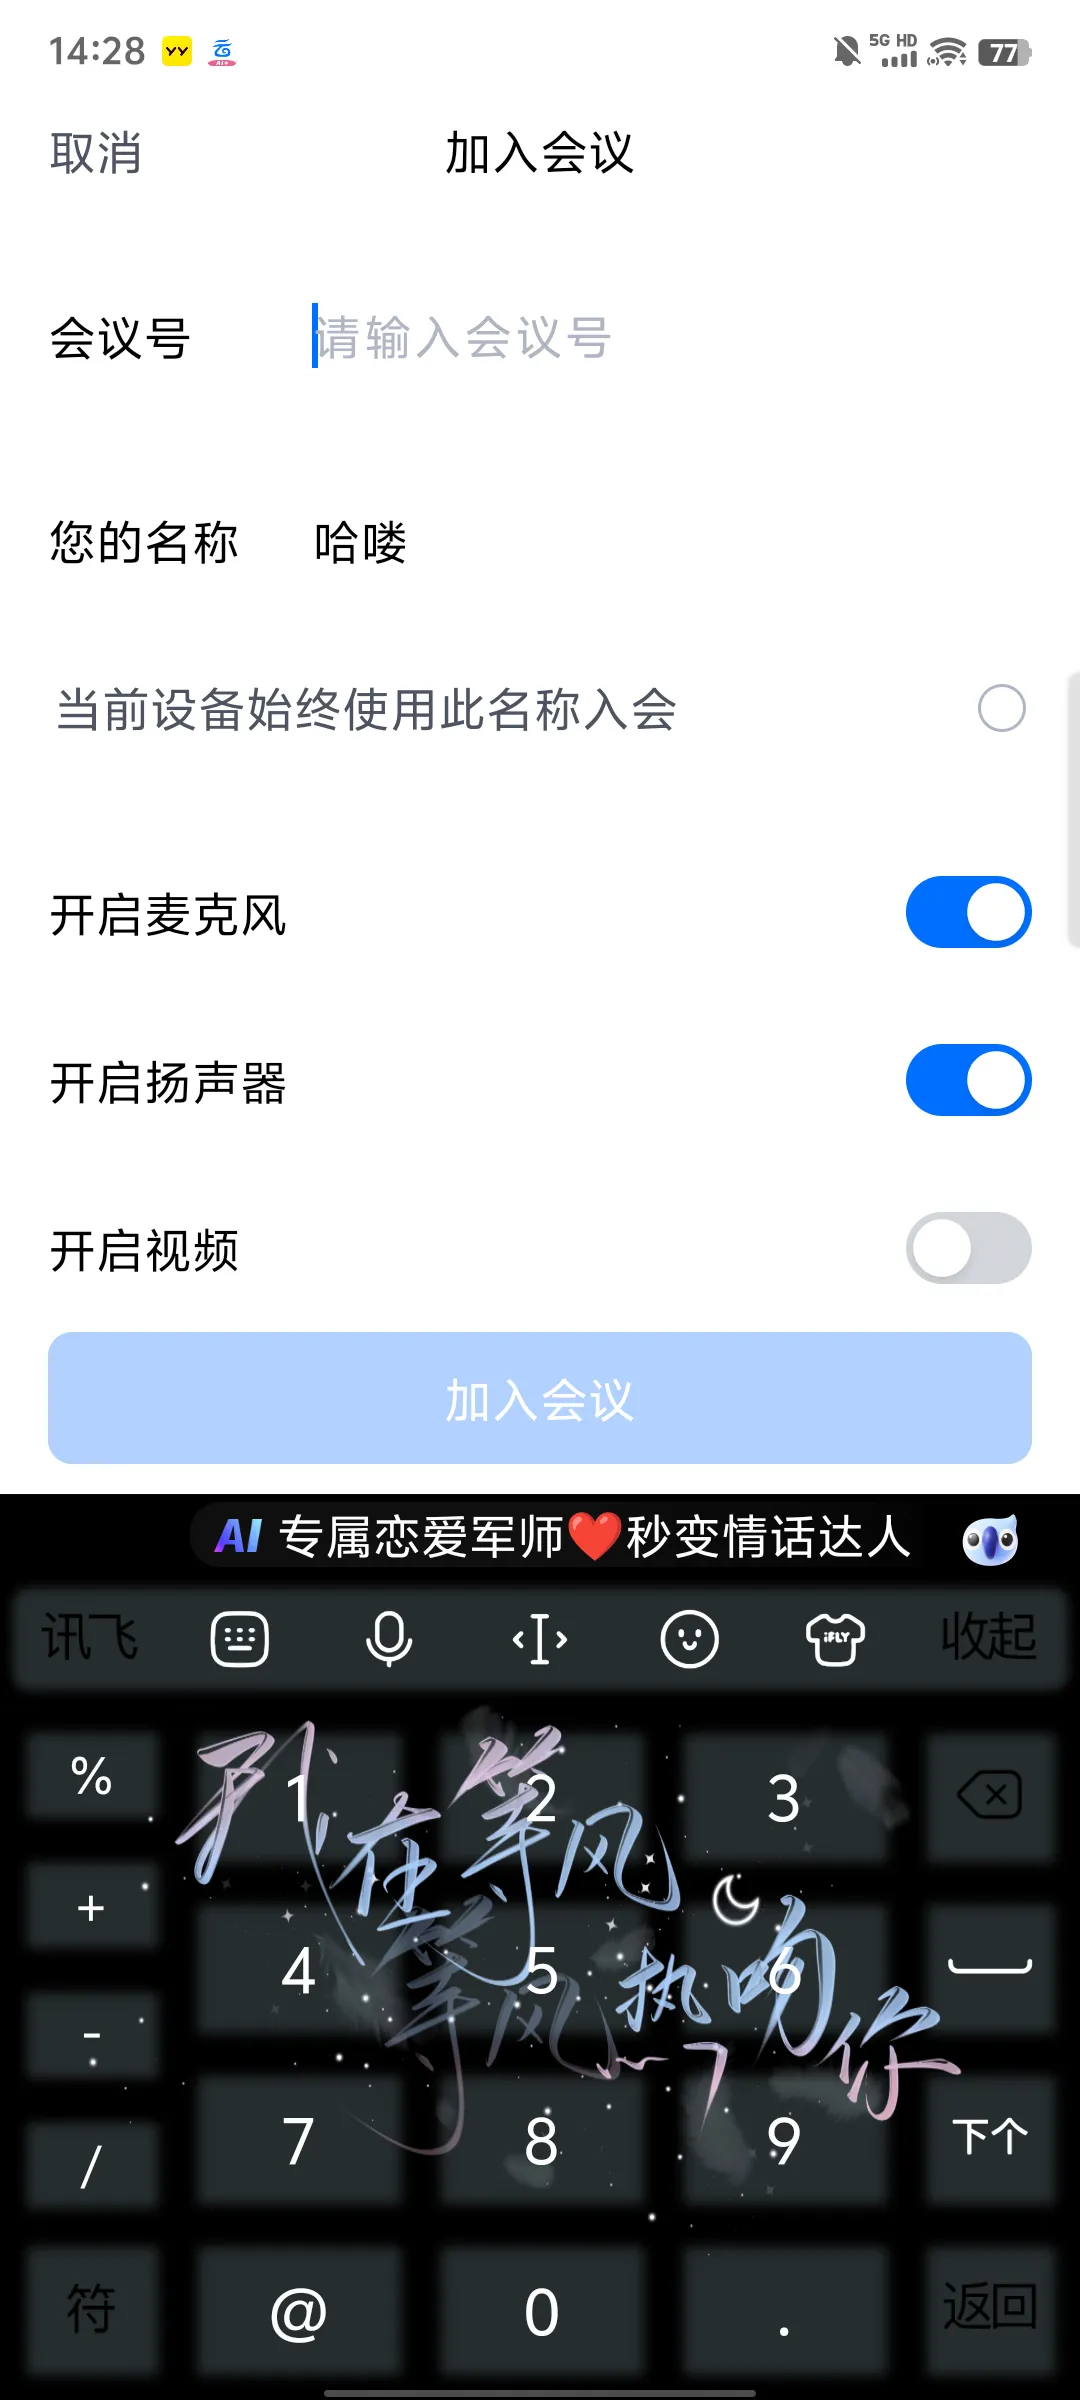 14:28 YY 云 AI+ 5G HD 77
取消 加入会议
会议号 请输入会议号
您的名称 哈喽
当前设备始终使用此名称入会
开启麦克风
开启扬声器
开启视频
加入会议
AI 专属恋爱军师❤️秒变情话达人
讯飞 iFLY 收起
% 1 2 3
+ 4 5 6
- 7 8 9 下个
/
符 @ 0 . 返回
我在等风
等风
热吻你